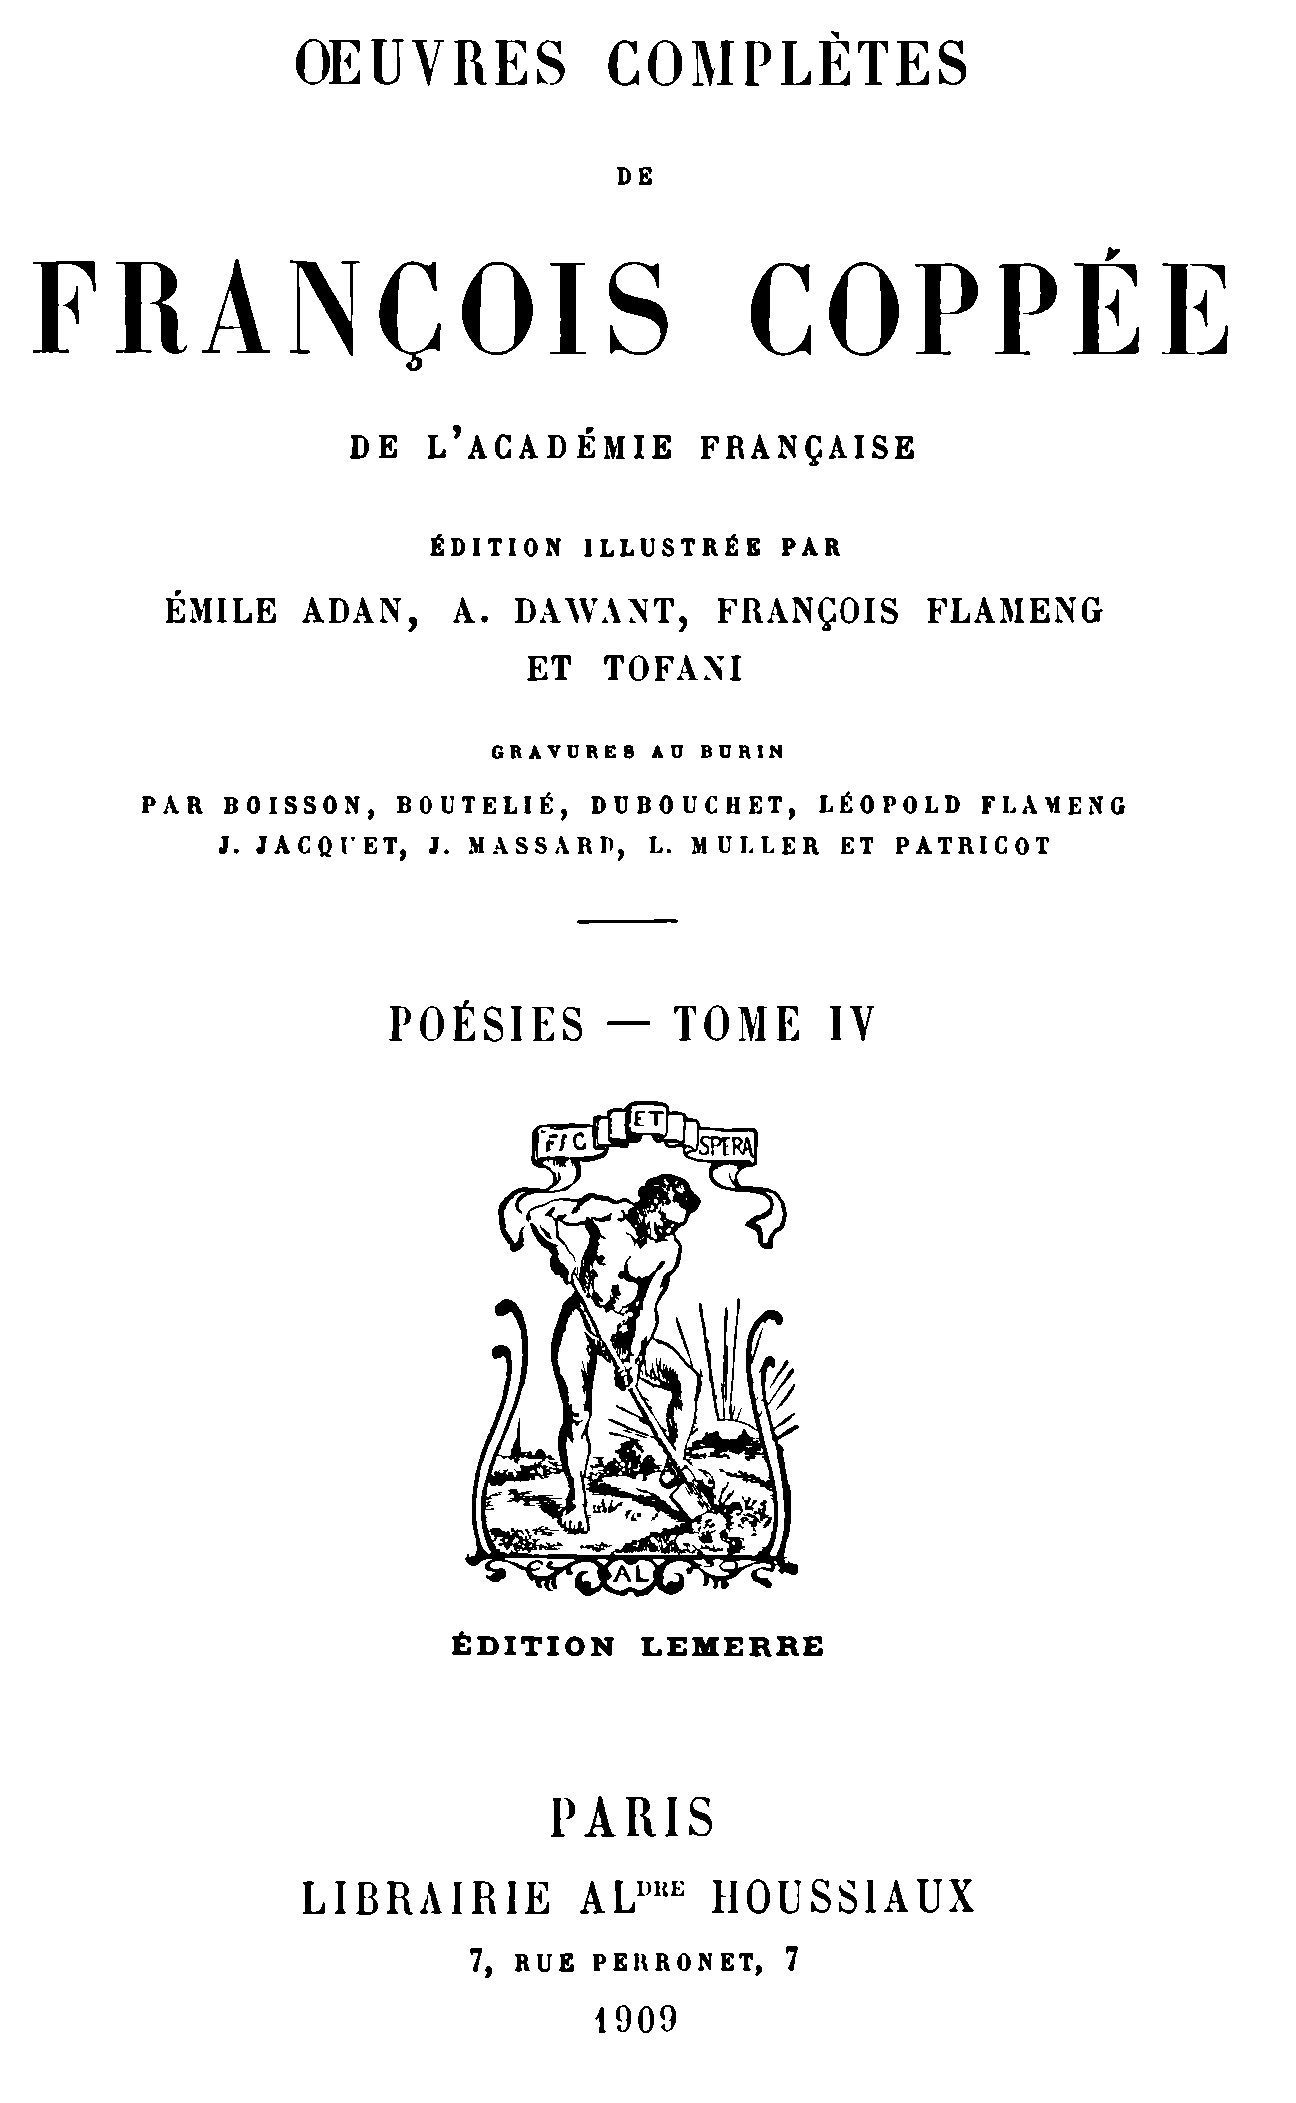 ŒUVRES COMPLÈTES
DE
FRANÇOIS COPPÉE
DE L'ACADÉMIE FRANÇAISE
ÉDITION ILLUSTRÉE PAR
ÉMILE ADAN, A. DAWANT, FRANÇOIS FLAMENG
ET TOFANI
GRAVURES AU BURIN
PAR BOISSON, BOUTELIÉ, DUBOUCHET, LÉOPOLD FLAMENG
J. JACQUET, J. MASSARD, L. MULLER ET PATRICOT
POÉSIES — TOME IV
FAC ET SPERA
AL
ÉDITION LEMERRE
PARIS
LIBRAIRIE ALDRE HOUSSIAUX
7, RUE PERRONET, 7
1909